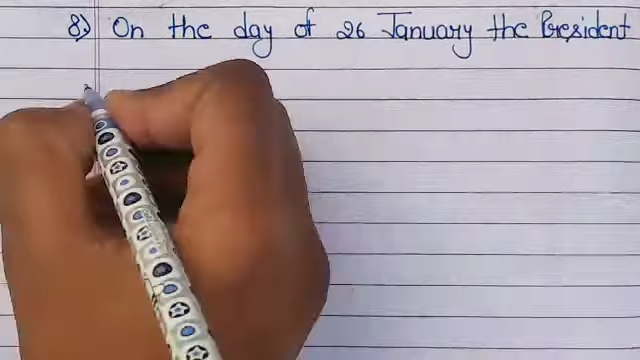 8) On the day of 26 January the President